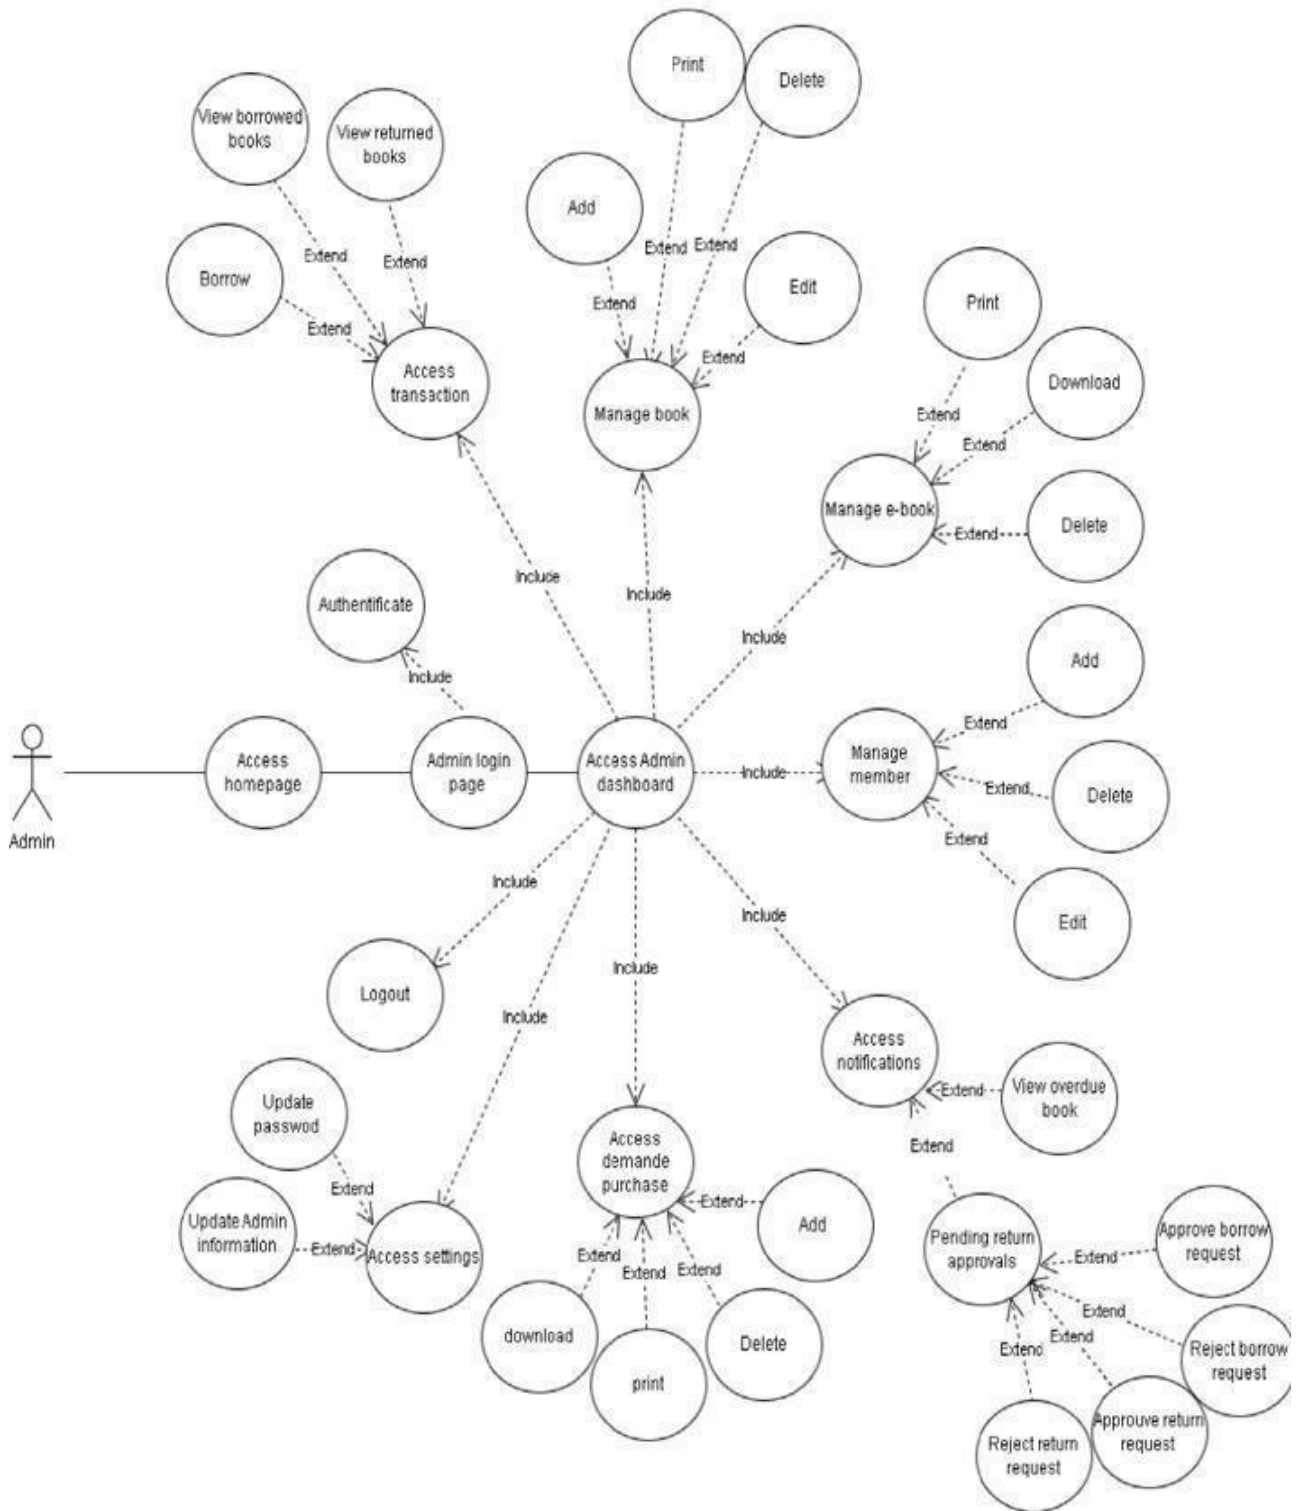 Print
Delete
View borrowed
books
View returned
books
Add
Extend
Extend
Extend
Extend
Borrow
Edit
Extend
Extend
Print
Extend
Extend
Access
transaction
Manage book
Download
Extend
Extend
Manage e-book
Extend
Delete
Include
Include
Authentificate
Include
Add
Include
Extend
Access
homepage
Admin login
page
Access Admin
dashboard
Include
Manage
member
Extend
Delete
Admin
Extend
Include
Include
Edit
Logout
Include
Include
Access
notifications
Extend
View overdue
book
Update
passwod
Access
demande
purchase
Extend
Extend
Extend
Add
Update Admin
information
Extend
Access settings
Pending return
approvals
Extend
Approve borrow
request
Extend
Extend
Extend
Extend
download
Delete
Extend
Extend
Reject borrow
request
print
Approuve return
request
Reject return
request